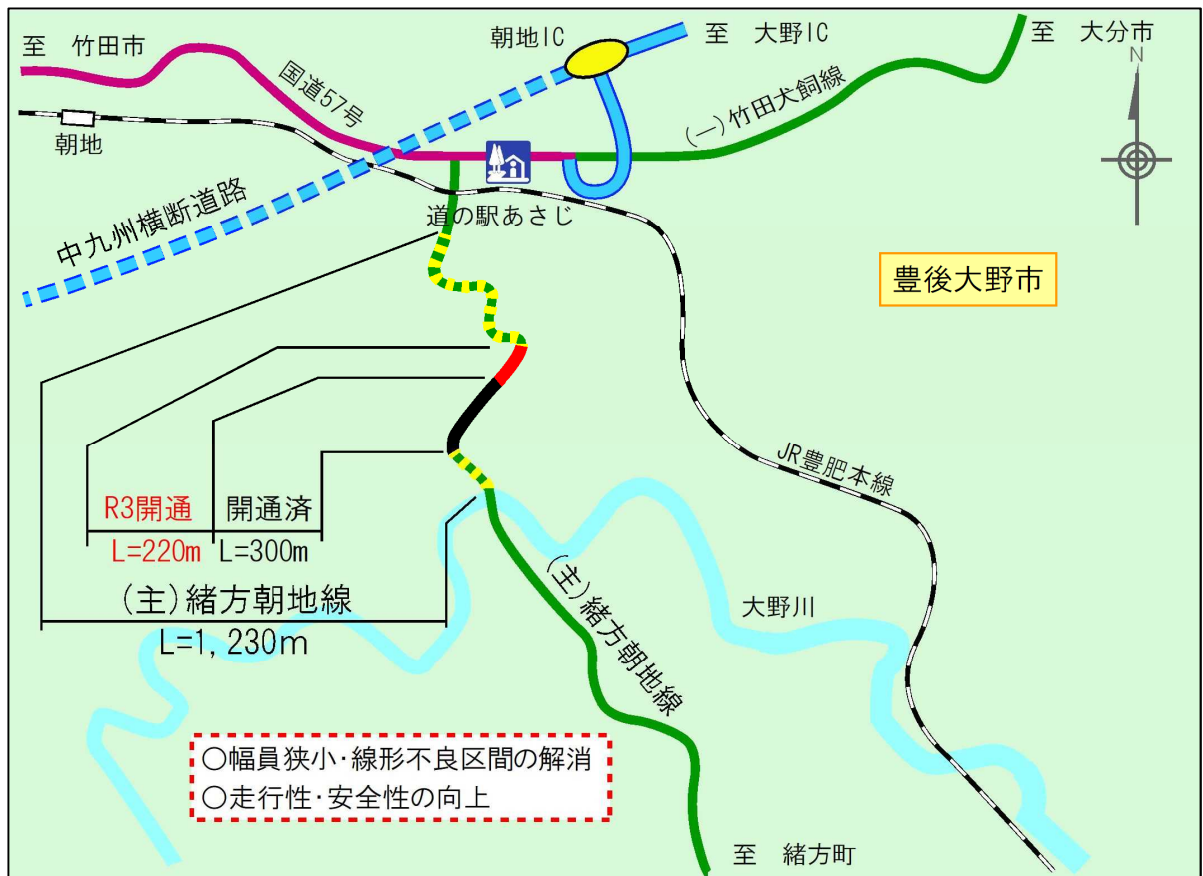 至 竹田市
朝地IC
至 大野IC
至 大分市
N
国道57号
(一)竹田犬飼線
朝地
中九州横断道路
道の駅あさじ
豊後大野市
JR豊肥本線
R3開通
開通済
L=220m
L=300m
(主)緒方朝地線
L=1,230m
大野川
(主)緒方朝地線
○幅員狭小・線形不良区間の解消
○走行性・安全性の向上
至 緒方町